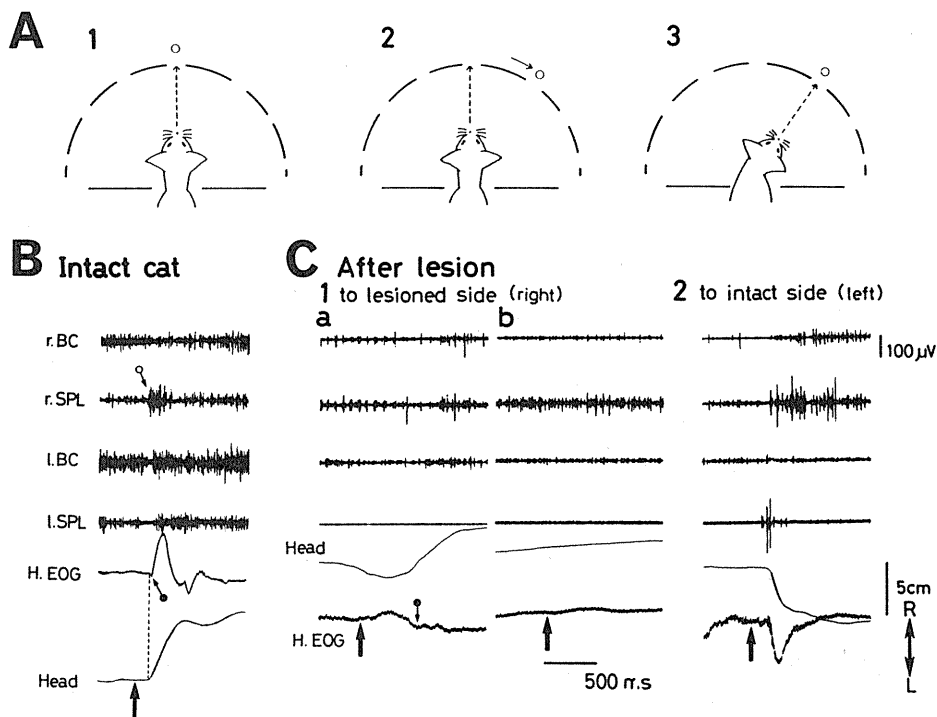 A
1
2
3
B Intact cat
C After lesion
1 to lesioned side (right)
2 to intact side (left)
a
b
r.BC
r.SPL
l.BC
l.SPL
H. EOG
Head
Head
H. EOG
100 µV
5cm
R
L
500 m.s